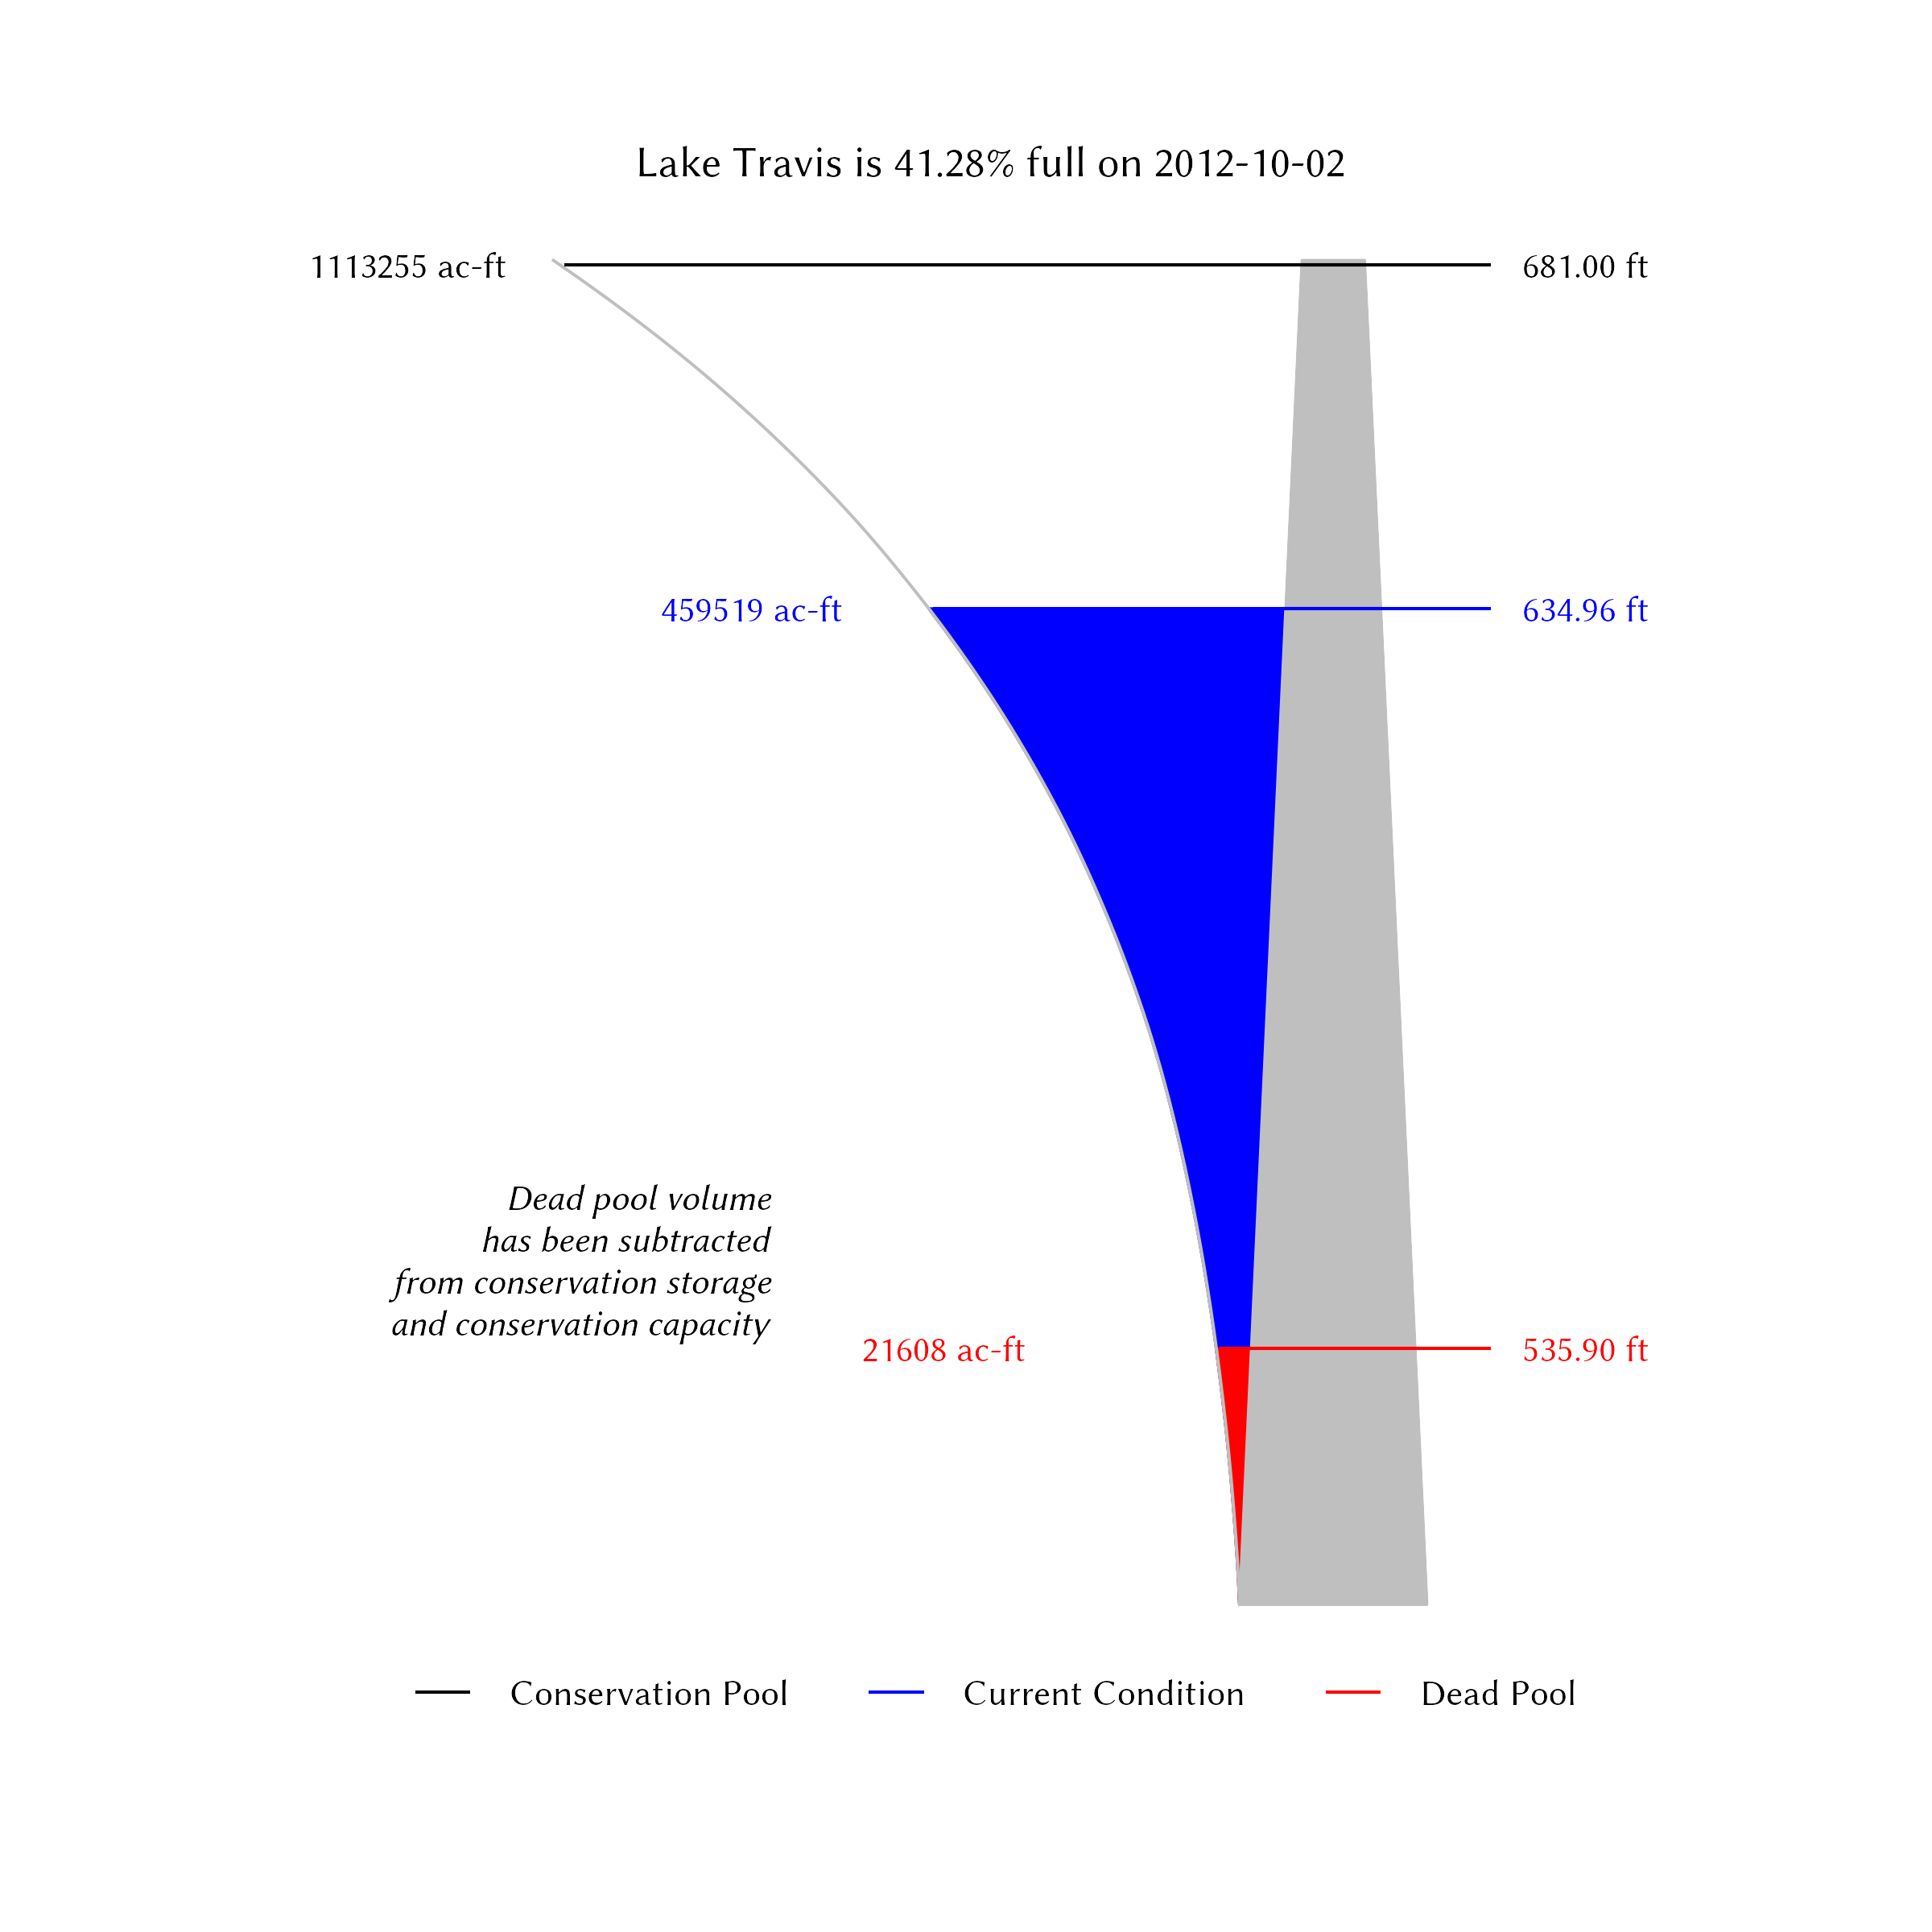 Lake Travis is 41.28% full on 2012-10-02
1113255 ac-ft
681.00 ft
459519 ac-ft
634.96 ft
Dead pool volume
has been subtracted
from conservation storage
and conservation capacity
21608 ac-ft
535.90 ft
Conservation Pool
Current Condition
Dead Pool